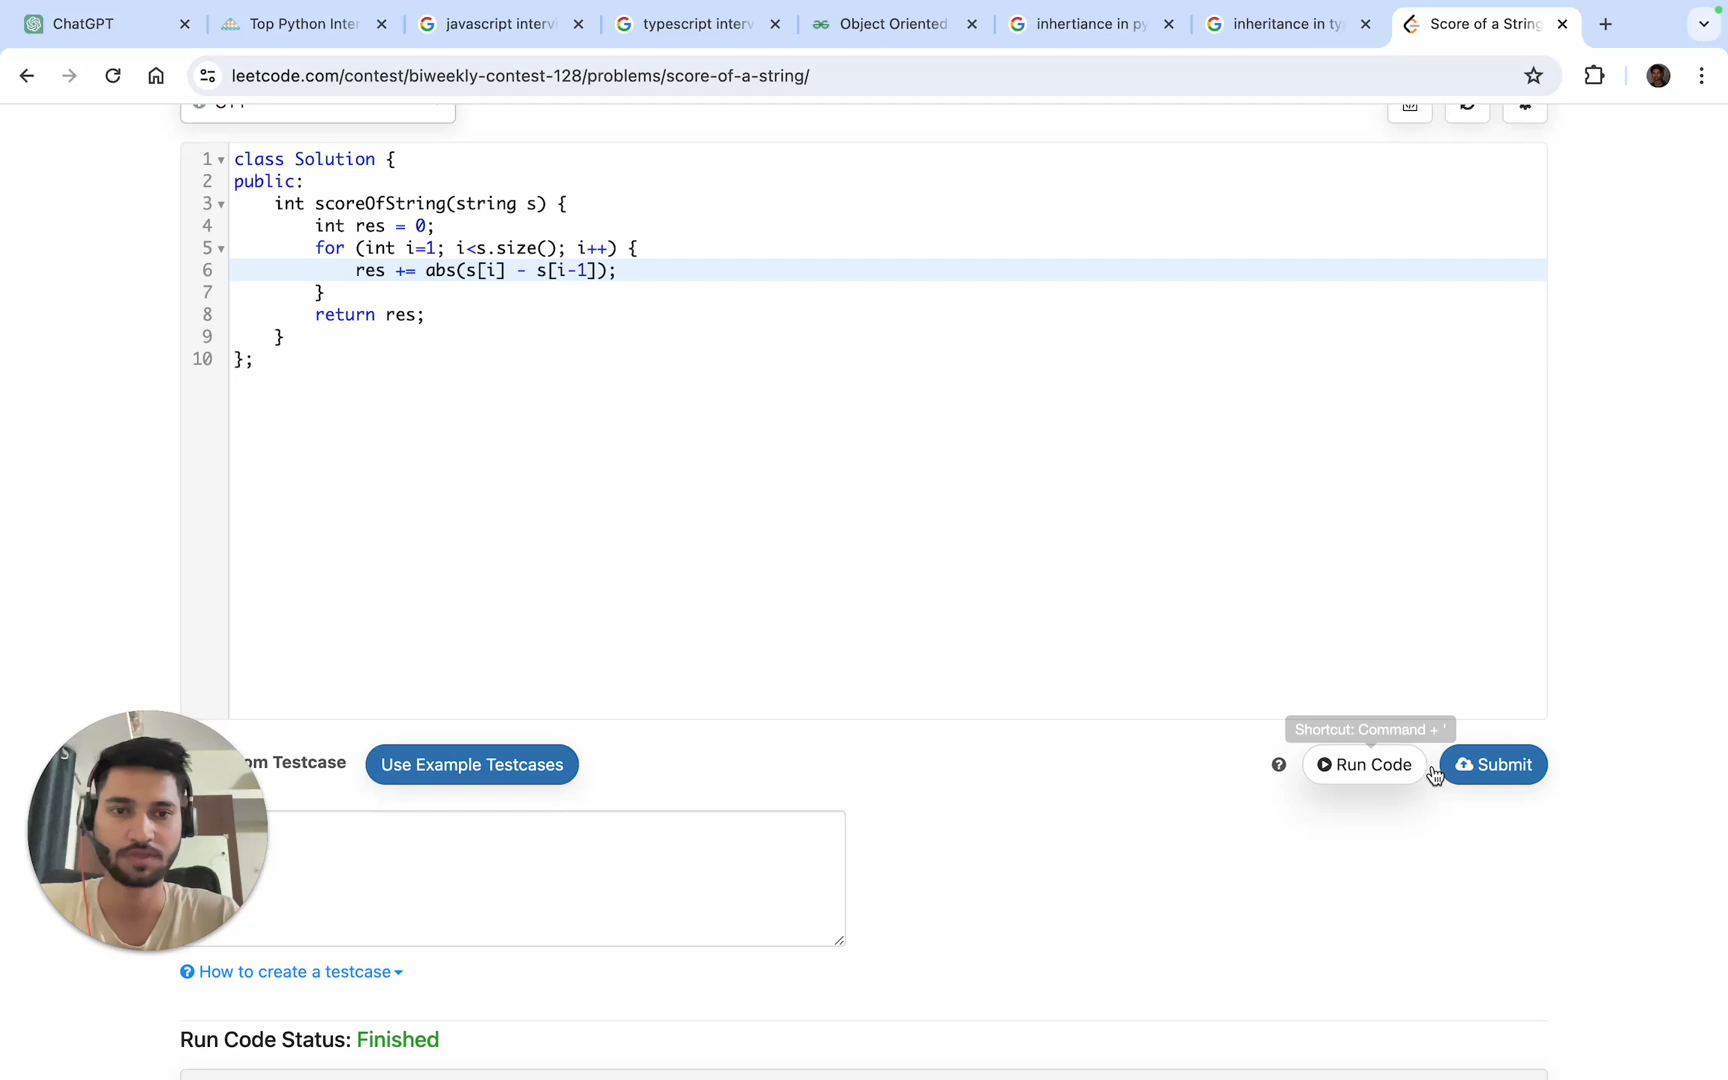 ChatGPT
Top Python Inter
javascript intervi
typescript interv
Object Oriented
inhertiance in py
inheritance in ty
Score of a String
leetcode.com/contest/biweekly-contest-128/problems/score-of-a-string/
1 class Solution {
2 public:
3 int scoreOfString(string s) {
4 int res = 0;
5 for (int i=1; i<s.size(); i++) {
6 res += abs(s[i] - s[i-1]);
7 }
8 return res;
9 }
10 };
Shortcut: Command + '
om Testcase
Use Example Testcases
Run Code
Submit
How to create a testcase
Run Code Status: Finished